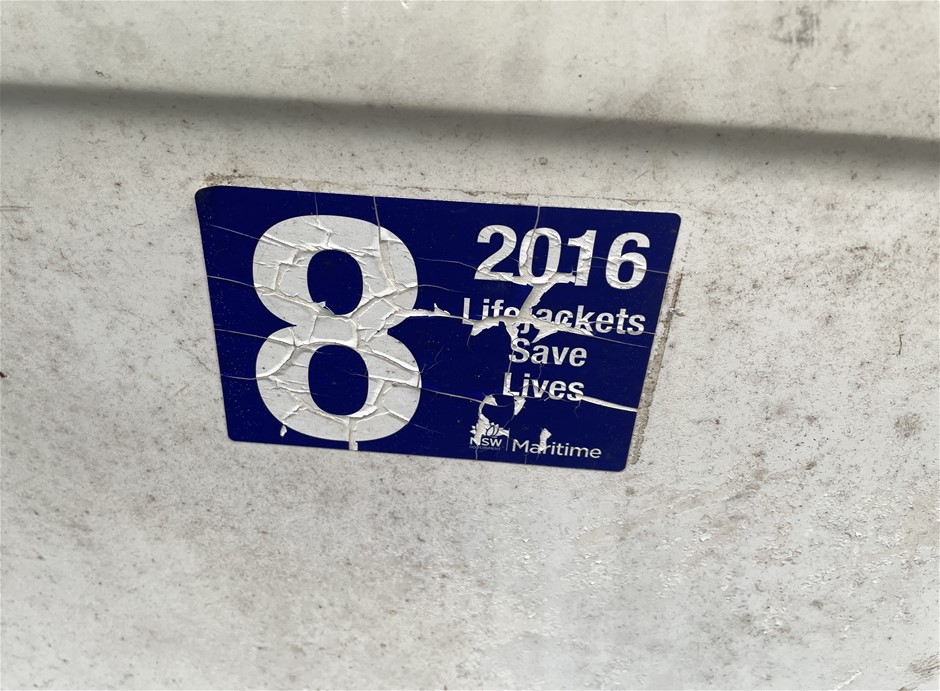 8
2016
Lifejackets
Save
Lives
NSW
Maritime